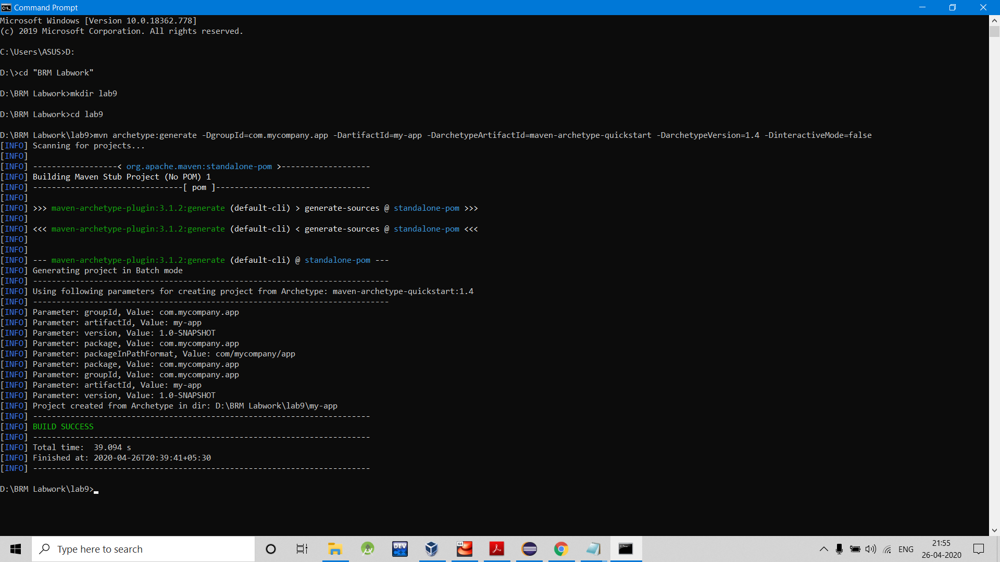 Command Prompt
Microsoft Windows [Version 10.0.18362.778]
(c) 2019 Microsoft Corporation. All rights reserved.
C:\Users\ASUS>D:
D:\>cd "BRM Labwork"
D:\BRM Labwork>mkdir lab9
D:\BRM Labwork>cd lab9
D:\BRM Labwork\lab9>mvn archetype:generate -DgroupId=com.mycompany.app -DartifactId=my-app -DarchetypeArtifactId=maven-archetype-quickstart -DarchetypeVersion=1.4 -DinteractiveMode=false
[INFO] Scanning for projects...
[INFO]
[INFO] ------------------< org.apache.maven:standalone-pom >-------------------
[INFO] Building Maven Stub Project (No POM) 1
[INFO] --------------------------------[ pom ]---------------------------------
[INFO]
[INFO] >>> maven-archetype-plugin:3.1.2:generate (default-cli) > generate-sources @ standalone-pom >>>
[INFO]
[INFO] <<< maven-archetype-plugin:3.1.2:generate (default-cli) < generate-sources @ standalone-pom <<<
[INFO]
[INFO]
[INFO] --- maven-archetype-plugin:3.1.2:generate (default-cli) @ standalone-pom ---
[INFO] Generating project in Batch mode
[INFO] ----------------------------------------------------------------------------
[INFO] Using following parameters for creating project from Archetype: maven-archetype-quickstart:1.4
[INFO] ----------------------------------------------------------------------------
[INFO] Parameter: groupId, Value: com.mycompany.app
[INFO] Parameter: artifactId, Value: my-app
[INFO] Parameter: version, Value: 1.0-SNAPSHOT
[INFO] Parameter: package, Value: com.mycompany.app
[INFO] Parameter: packageInPathFormat, Value: com/mycompany/app
[INFO] Parameter: package, Value: com.mycompany.app
[INFO] Parameter: groupId, Value: com.mycompany.app
[INFO] Parameter: artifactId, Value: my-app
[INFO] Parameter: version, Value: 1.0-SNAPSHOT
[INFO] Project created from Archetype in dir: D:\BRM Labwork\lab9\my-app
[INFO] ------------------------------------------------------------------------
[INFO] BUILD SUCCESS
[INFO] ------------------------------------------------------------------------
[INFO] Total time:  39.094 s
[INFO] Finished at: 2020-04-26T20:39:41+05:30
[INFO] ------------------------------------------------------------------------
D:\BRM Labwork\lab9>
Type here to search
DEV
C++
64
ENG
21:55
26-04-2020